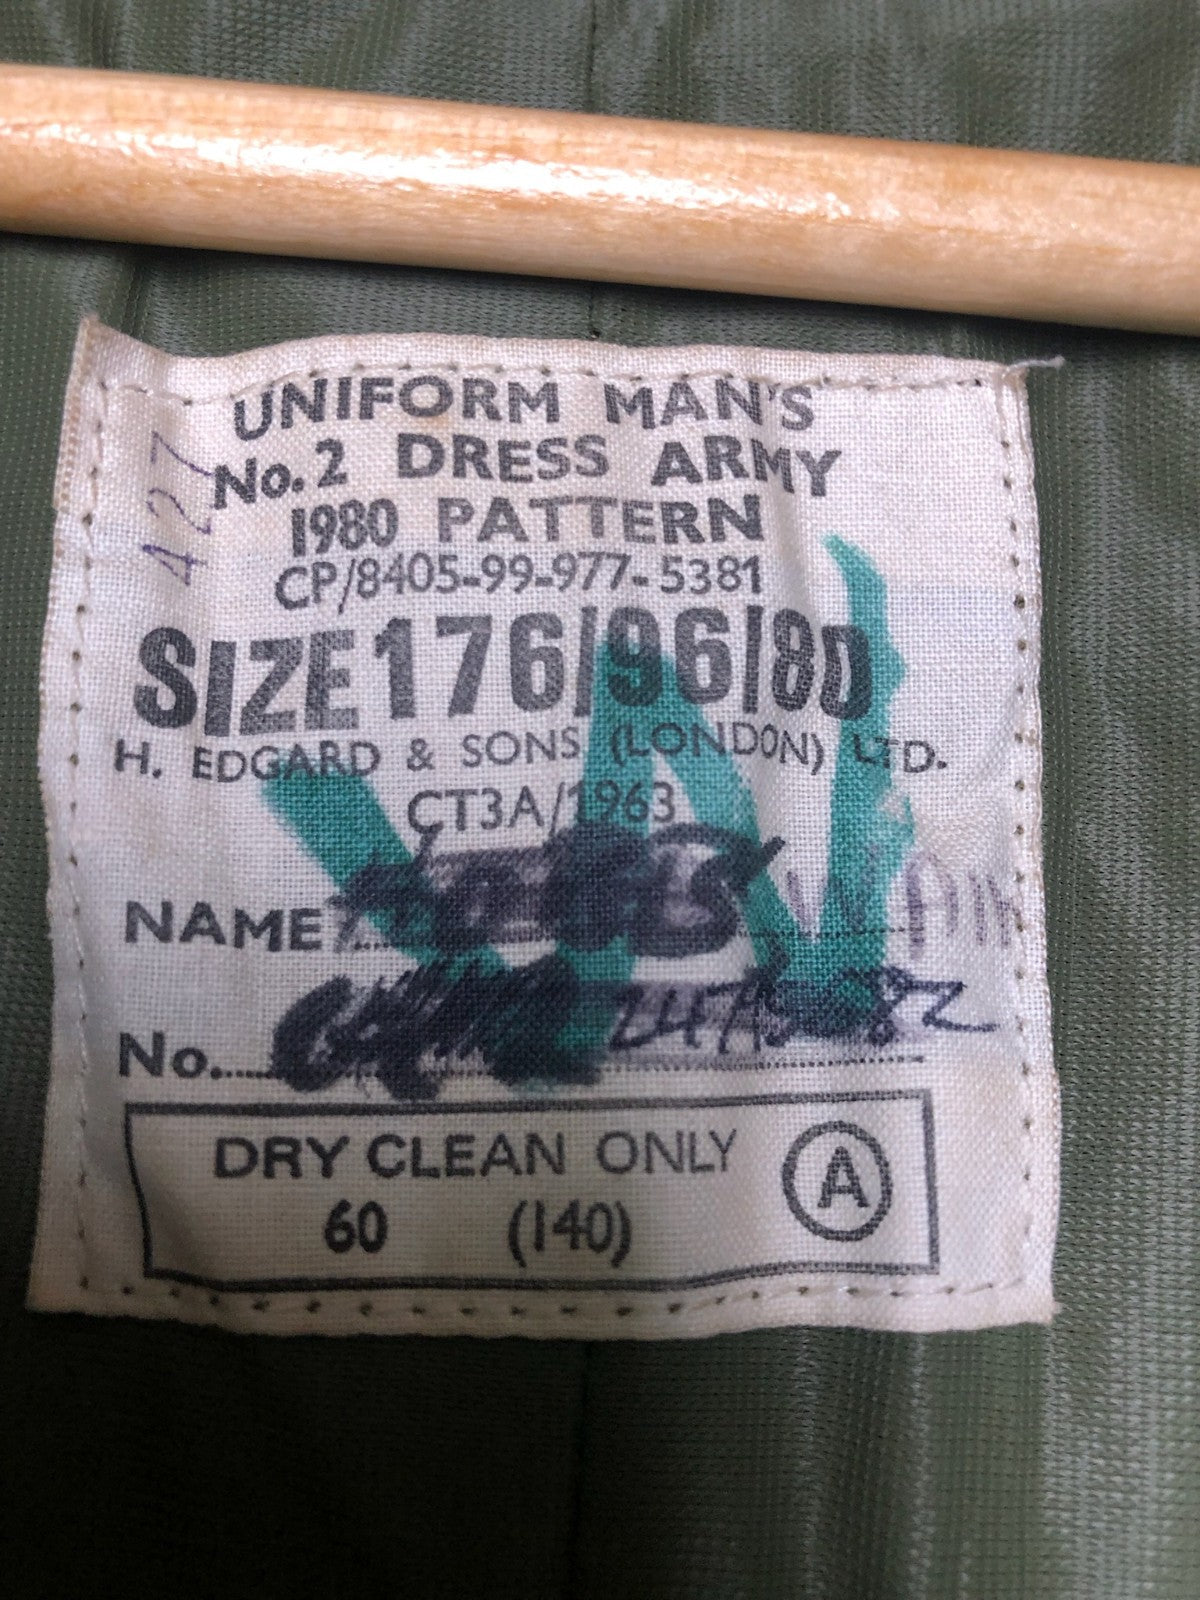 UNIFORM MAN'S
No. 2 DRESS ARMY
1980 PATTERN
CP/8405-99-977-5381
SIZE 176/96/80
H. EDGARD & SONS (LONDON) LTD.
CT3A/1963
NAME
No.
DRY CLEAN ONLY
60 (140) A
427